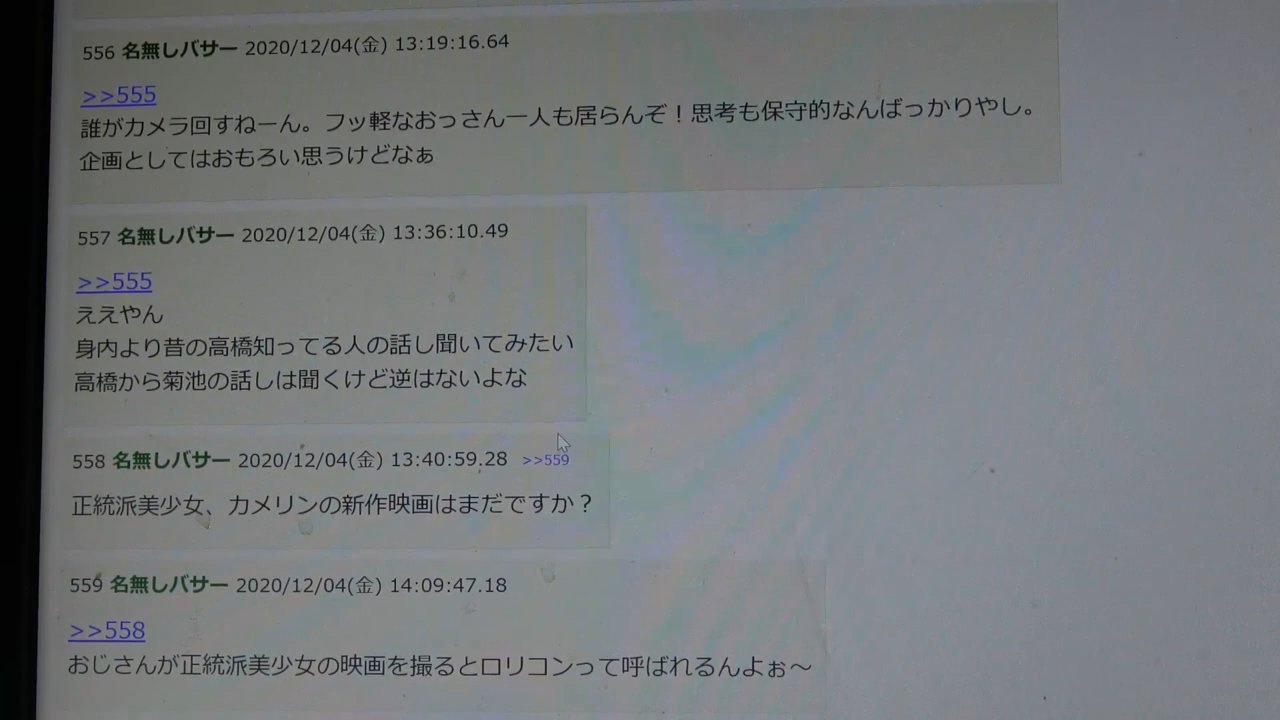 556 名無しバサー 2020/12/04(金) 13:19:16.64
>>555
誰がカメラ回すねーん。フッ軽なおっさん一人も居らんぞ！思考も保守的なんばっかりやし。
企画としてはおもろい思うけどなぁ
557 名無しバサー 2020/12/04(金) 13:36:10.49
>>555
ええやん
身内より昔の高橋知ってる人の話し聞いてみたい
高橋から菊池の話しは聞くけど逆はないよな
558 名無しバサー 2020/12/04(金) 13:40:59.28 >>559
正統派美少女、カメリンの新作映画はまだですか？
559 名無しバサー 2020/12/04(金) 14:09:47.18
>>558
おじさんが正統派美少女の映画を撮るとロリコンって呼ばれるんよぉ～